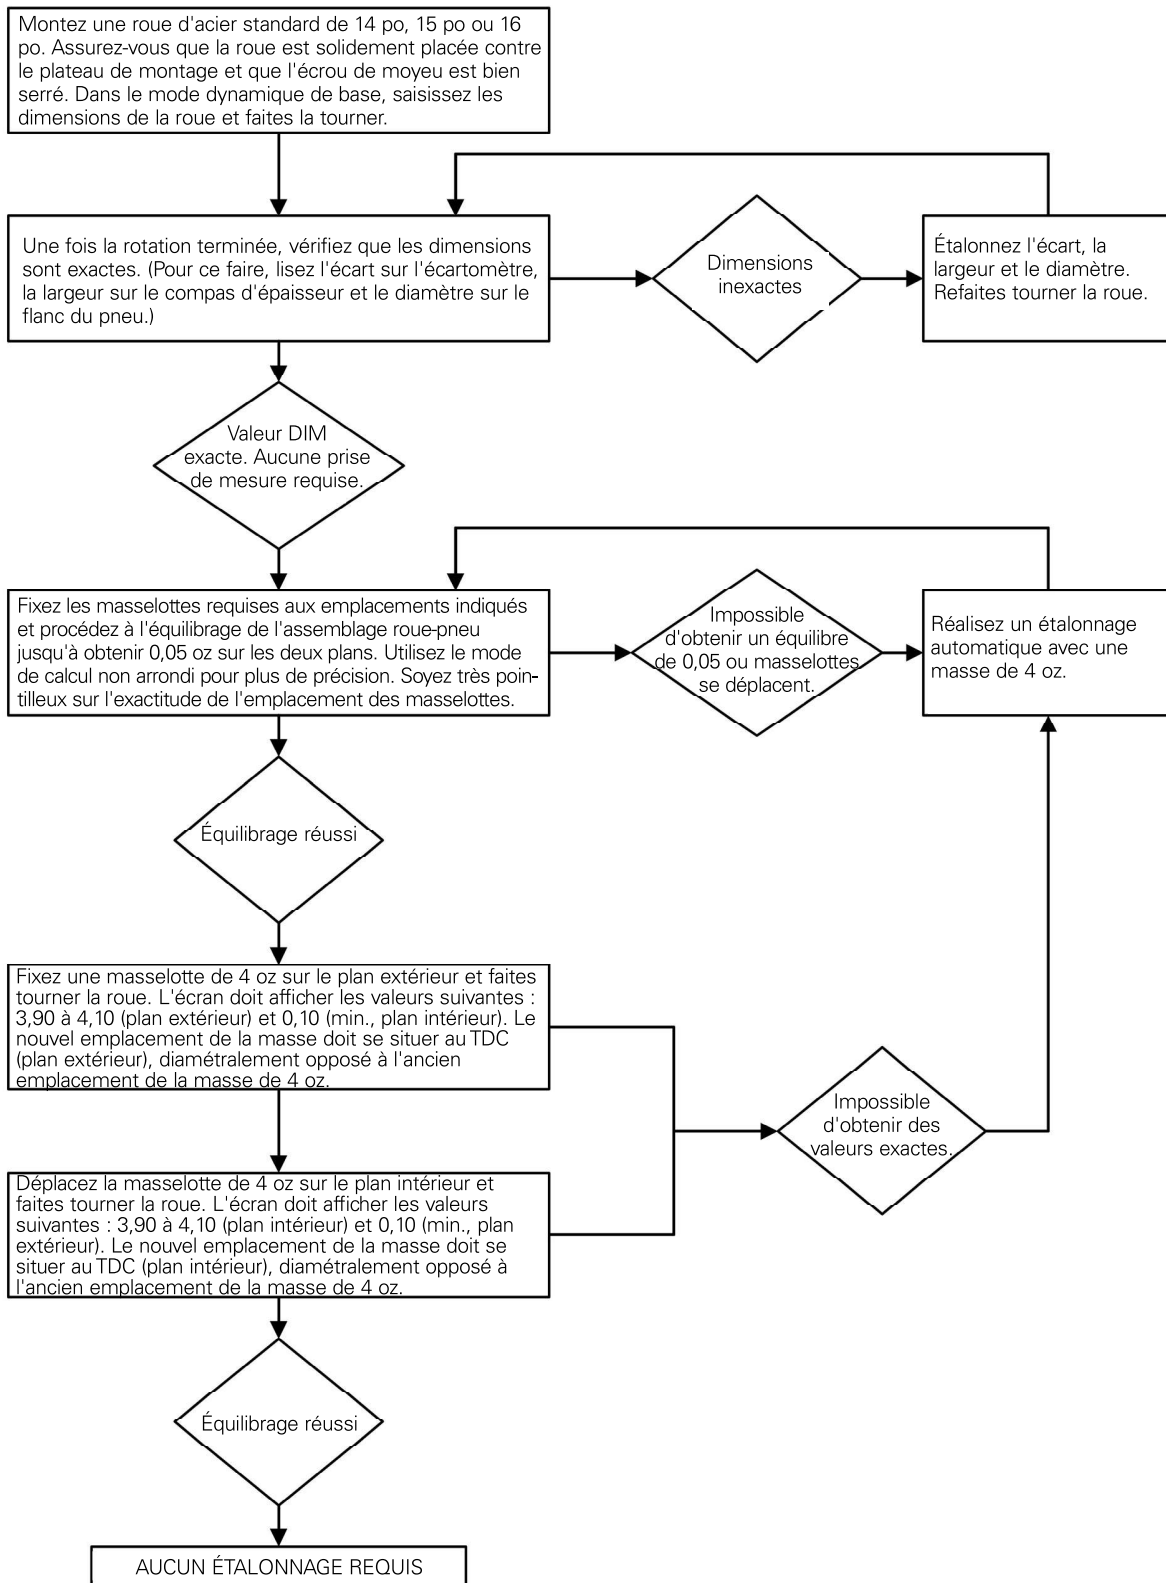 Montez une roue d'acier standard de 14 po, 15 po ou 16
po. Assurez-vous que la roue est solidement placée contre
le plateau de montage et que l'écrou de moyeu est bien
serré. Dans le mode dynamique de base, saisissez les
dimensions de la roue et faites la tourner.
Une fois la rotation terminée, vérifiez que les dimensions
sont exactes. (Pour ce faire, lisez l'écart sur l'écartomètre,
la largeur sur le compas d'épaisseur et le diamètre sur le
flanc du pneu.)
Dimensions
inexactes
Étalonnez l'écart, la
largeur et le diamètre.
Refaites tourner la roue.
Valeur DIM
exacte. Aucune prise
de mesure requise.
Fixez les masselottes requises aux emplacements indiqués
et procédez à l'équilibrage de l'assemblage roue-pneu
jusqu'à obtenir 0,05 oz sur les deux plans. Utilisez le mode
de calcul non arrondi pour plus de précision. Soyez très poin-
tilleux sur l'exactitude de l'emplacement des masselottes.
Impossible
d'obtenir un équilibre
de 0,05 ou masselottes
se déplacent.
Réalisez un étalonnage
automatique avec une
masse de 4 oz.
Équilibrage réussi
Fixez une masselotte de 4 oz sur le plan extérieur et faites
tourner la roue. L'écran doit afficher les valeurs suivantes :
3,90 à 4,10 (plan extérieur) et 0,10 (min., plan intérieur). Le
nouvel emplacement de la masse doit se situer au TDC
(plan extérieur), diamétralement opposé à l'ancien
emplacement de la masse de 4 oz.
Impossible
d'obtenir des
valeurs exactes.
Déplacez la masselotte de 4 oz sur le plan intérieur et
faites tourner la roue. L'écran doit afficher les valeurs
suivantes : 3,90 à 4,10 (plan intérieur) et 0,10 (min., plan
extérieur). Le nouvel emplacement de la masse doit se
situer au TDC (plan intérieur), diamétralement opposé à
l'ancien emplacement de la masse de 4 oz.
Équilibrage réussi
AUCUN ÉTALONNAGE REQUIS